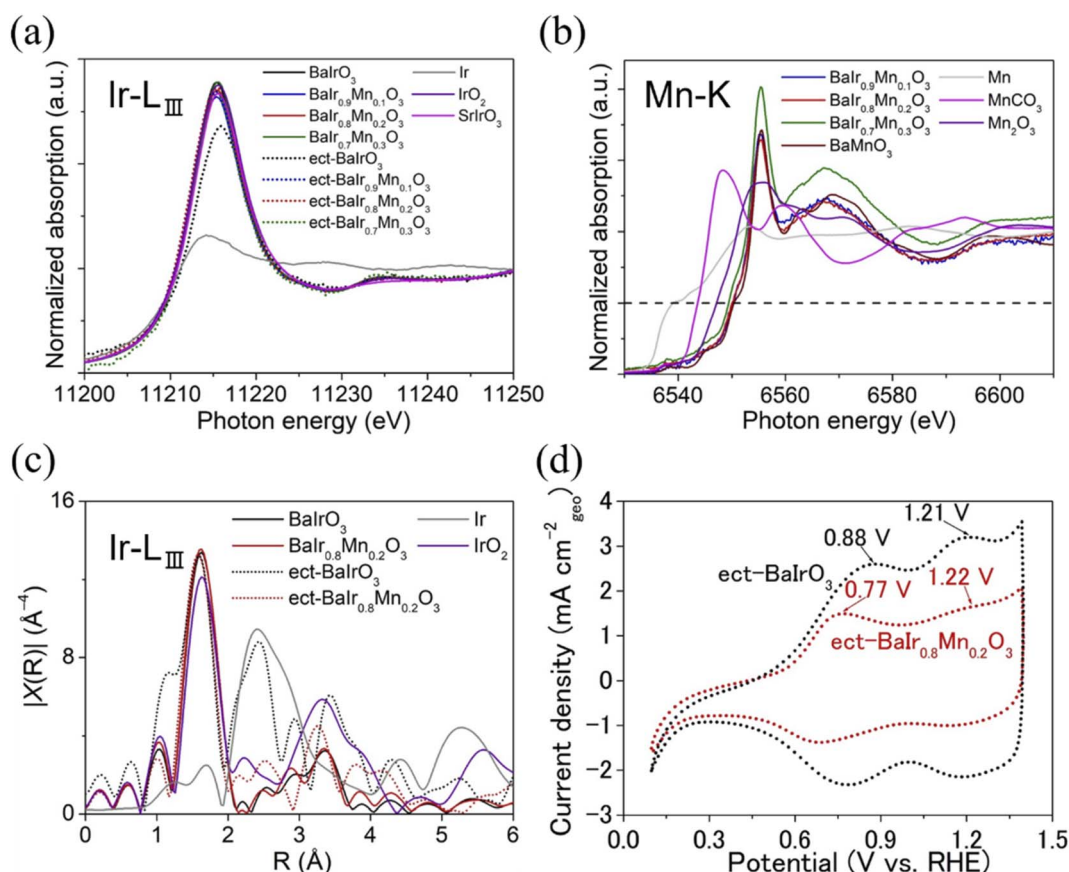 (a)
Normalized absorption (a.u.)
Ir-LⅢ
BaIrO₃
BaIr₀.₉Mn₀.₁O₃
BaIr₀.₈Mn₀.₂O₃
BaIr₀.₇Mn₀.₃O₃
ect-BaIrO₃
ect-BaIr₀.₉Mn₀.₁O₃
ect-BaIr₀.₈Mn₀.₂O₃
ect-BaIr₀.₇Mn₀.₃O₃
Ir
IrO₂
SrIrO₃
11200 11210 11220 11230 11240 11250
Photon energy (eV)
(b)
Normalized absorption (a.u.)
Mn-K
BaIr₀.₉Mn₀.₁O₃
BaIr₀.₈Mn₀.₂O₃
BaIr₀.₇Mn₀.₃O₃
BaMnO₃
Mn
MnCO₃
Mn₂O₃
6540 6560 6580 6600
Photon energy (eV)
(c)
|X(R)| (Å⁻⁴)
16
8
0
Ir-LⅢ
BaIrO₃
BaIr₀.₈Mn₀.₂O₃
ect-BaIrO₃
ect-BaIr₀.₈Mn₀.₂O₃
Ir
IrO₂
0 1 2 3 4 5 6
R (Å)
(d)
Current density (mA cm⁻²geo)
4
3
2
1
0
-1
-2
-3
0.88 V
1.21 V
ect-BaIrO₃
0.77 V
1.22 V
ect-BaIr₀.₈Mn₀.₂O₃
0.0 0.3 0.6 0.9 1.2 1.5
Potential (V vs. RHE)